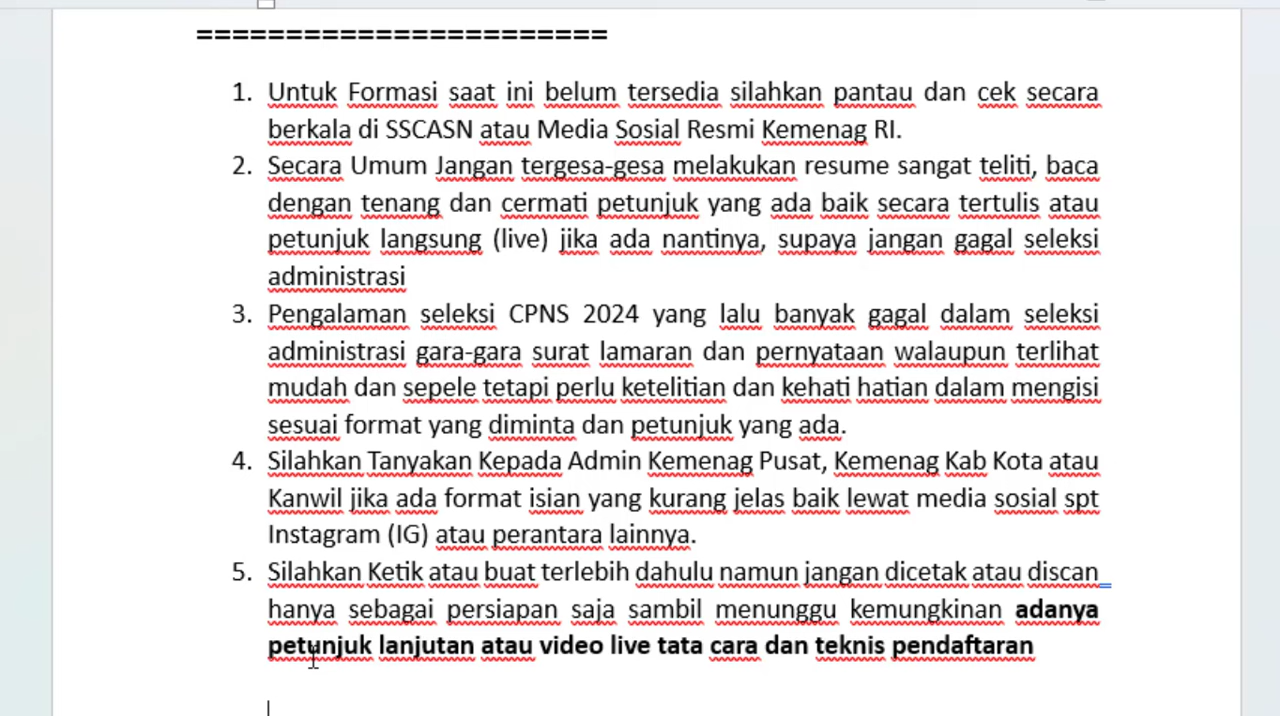 =======================
1. Untuk Formasi saat ini belum tersedia silahkan pantau dan cek secara
berkala di SSCASN atau Media Sosial Resmi Kemenag RI.
2. Secara Umum Jangan tergesa-gesa melakukan resume sangat teliti, baca
dengan tenang dan cermati petunjuk yang ada baik secara tertulis atau
petunjuk langsung (live) jika ada nantinya, supaya jangan gagal seleksi
administrasi
3. Pengalaman seleksi CPNS 2024 yang lalu banyak gagal dalam seleksi
administrasi gara-gara surat lamaran dan pernyataan walaupun terlihat
mudah dan sepele tetapi perlu ketelitian dan kehati hatian dalam mengisi
sesuai format yang diminta dan petunjuk yang ada.
4. Silahkan Tanyakan Kepada Admin Kemenag Pusat, Kemenag Kab Kota atau
Kanwil jika ada format isian yang kurang jelas baik lewat media sosial spt
Instagram (IG) atau perantara lainnya.
5. Silahkan Ketik atau buat terlebih dahulu namun jangan dicetak atau discan
hanya sebagai persiapan saja sambil menunggu kemungkinan adanya
petunjuk lanjutan atau video live tata cara dan teknis pendaftaran